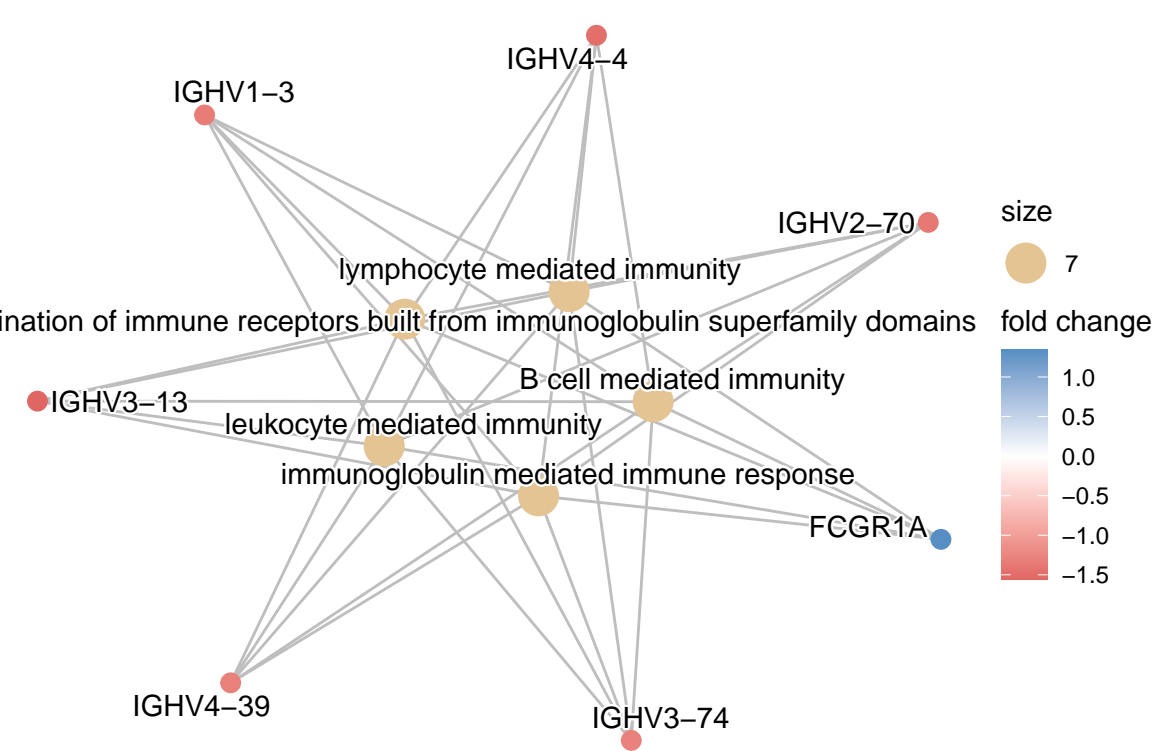 IGHV4–4
IGHV1–3
IGHV2–70
size
7
lymphocyte mediated immunity
ination of immune receptors built from immunoglobulin superfamily domains
fold change
1.0
0.5
0.0
−0.5
−1.0
−1.5
B cell mediated immunity
IGHV3–13
leukocyte mediated immunity
immunoglobulin mediated immune response
FCGR1A
IGHV4–39
IGHV3–74